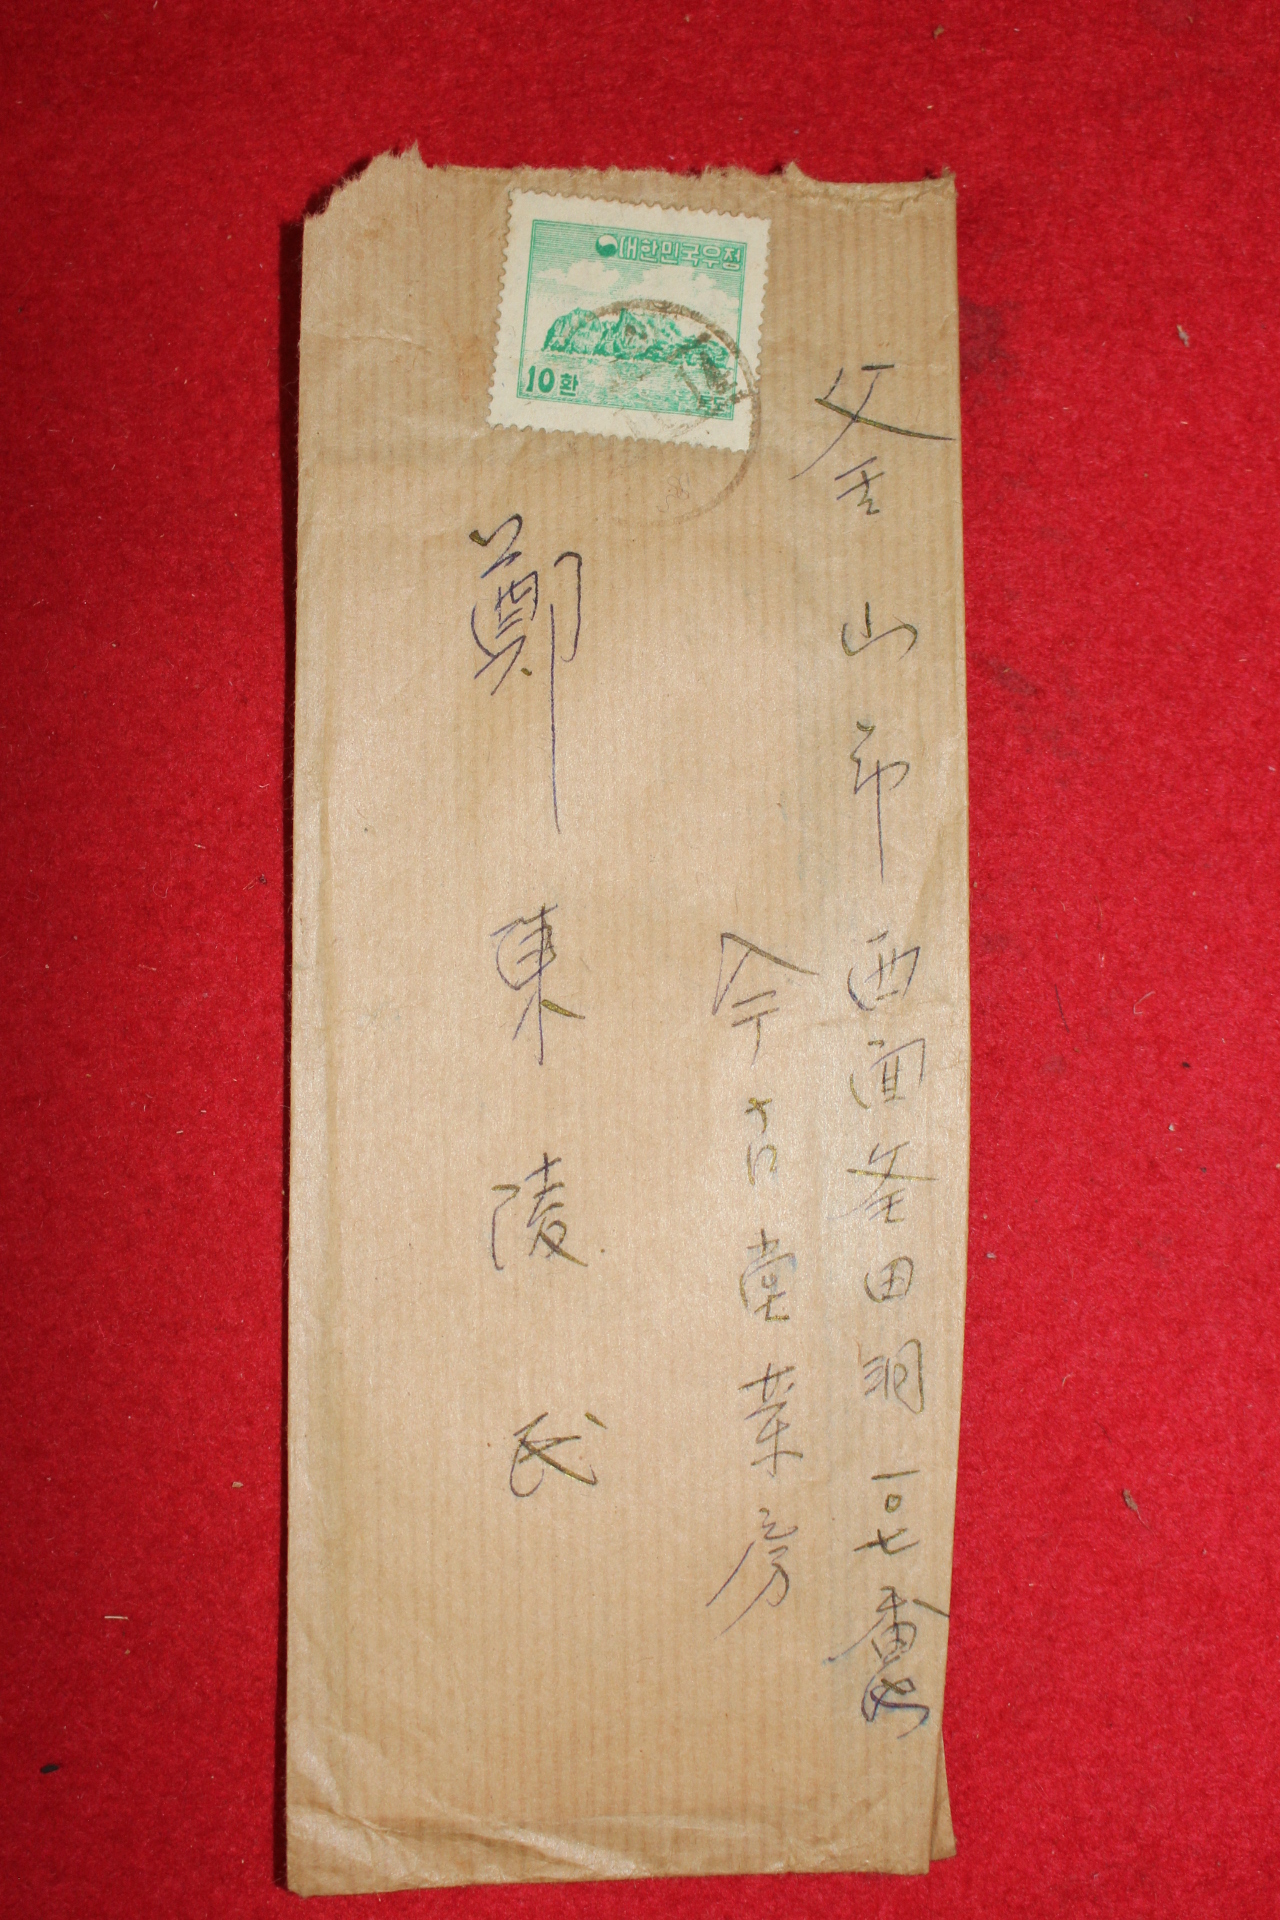 대한민국우정
10환
독도
釜山市 西面釜田洞 一〇七番地
今古堂薬房
鄭東陵氏